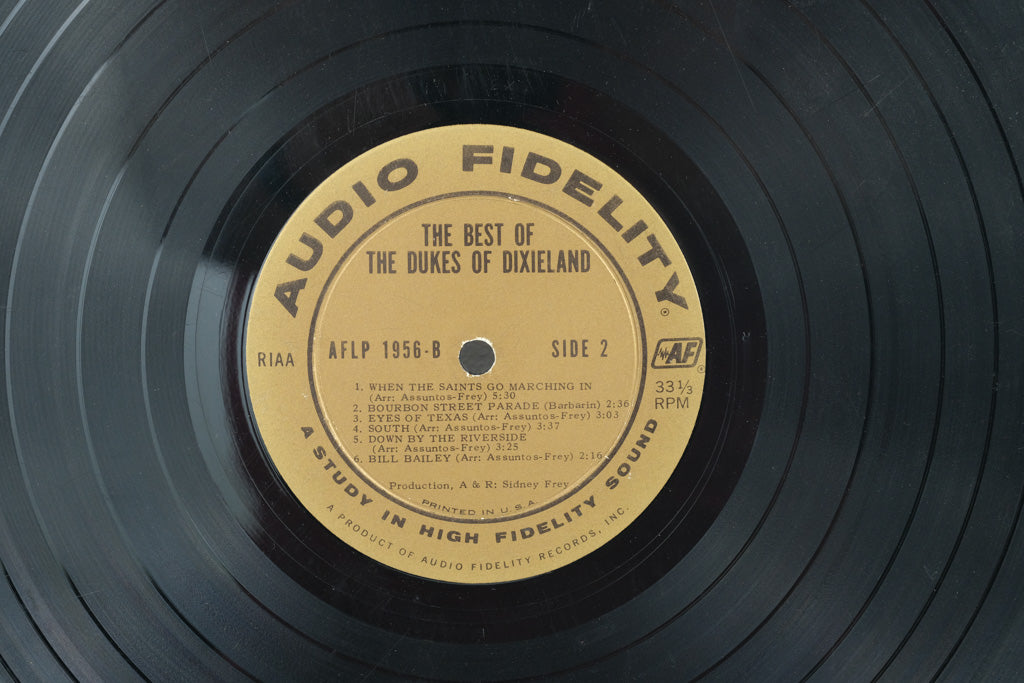 AUDIO FIDELITY ®
THE BEST OF
THE DUKES OF DIXIELAND
RIAA
AFLP 1956-B
SIDE 2
AF ®
33 1/3
RPM
1. WHEN THE SAINTS GO MARCHING IN
(Arr: Assuntos-Frey) 5:30
2. BOURBON STREET PARADE (Barbarin) 2:36
3. EYES OF TEXAS (Arr: Assuntos-Frey) 3:03
4. SOUTH (Arr: Assuntos-Frey) 3:37
5. DOWN BY THE RIVERSIDE
(Arr: Assuntos-Frey) 3:25
6. BILL BAILEY (Arr: Assuntos-Frey) 2:16
Production, A & R: Sidney Frey
PRINTED IN U.S.A.
A STUDY IN HIGH FIDELITY SOUND
A PRODUCT OF AUDIO FIDELITY RECORDS, INC.